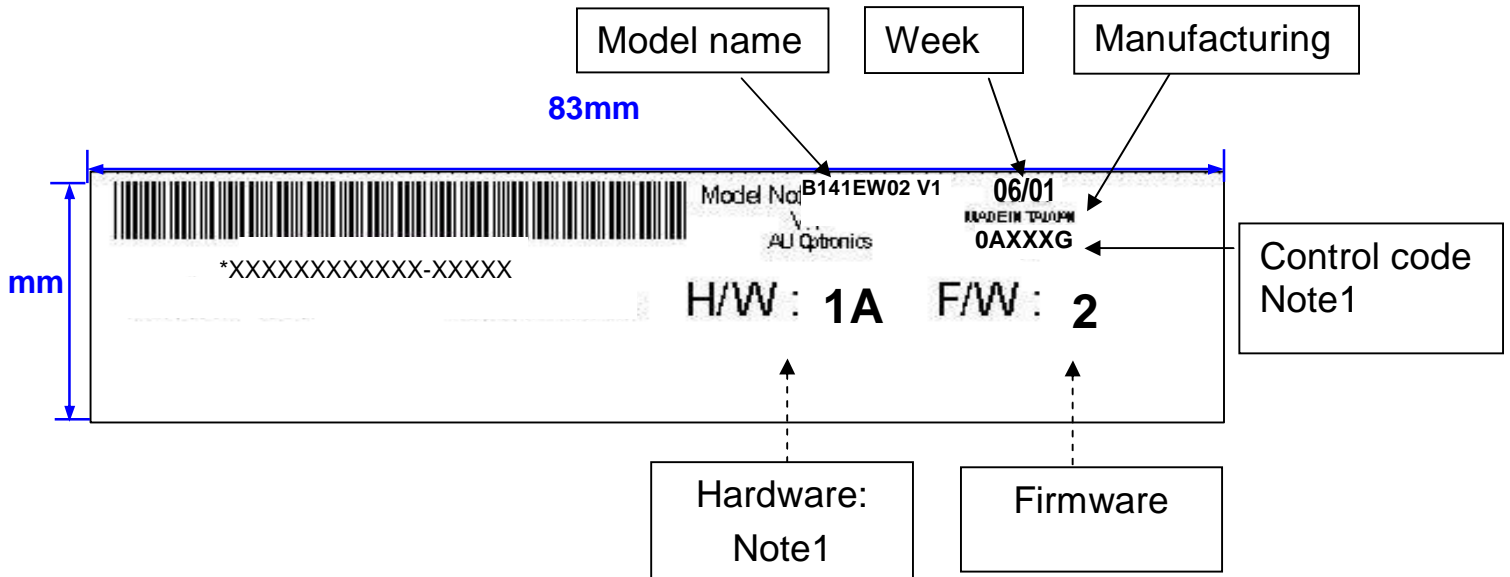 Model name
Week
Manufacturing
83mm
Model No:
B141EW02 V1
06/01
MADE IN TAIWAN
AU Optronics
0AXXXG
*XXXXXXXXXXXXX-XXXXX
mm
H/W : 1A
F/W : 2
Control code
Note1
Hardware:
Note1
Firmware